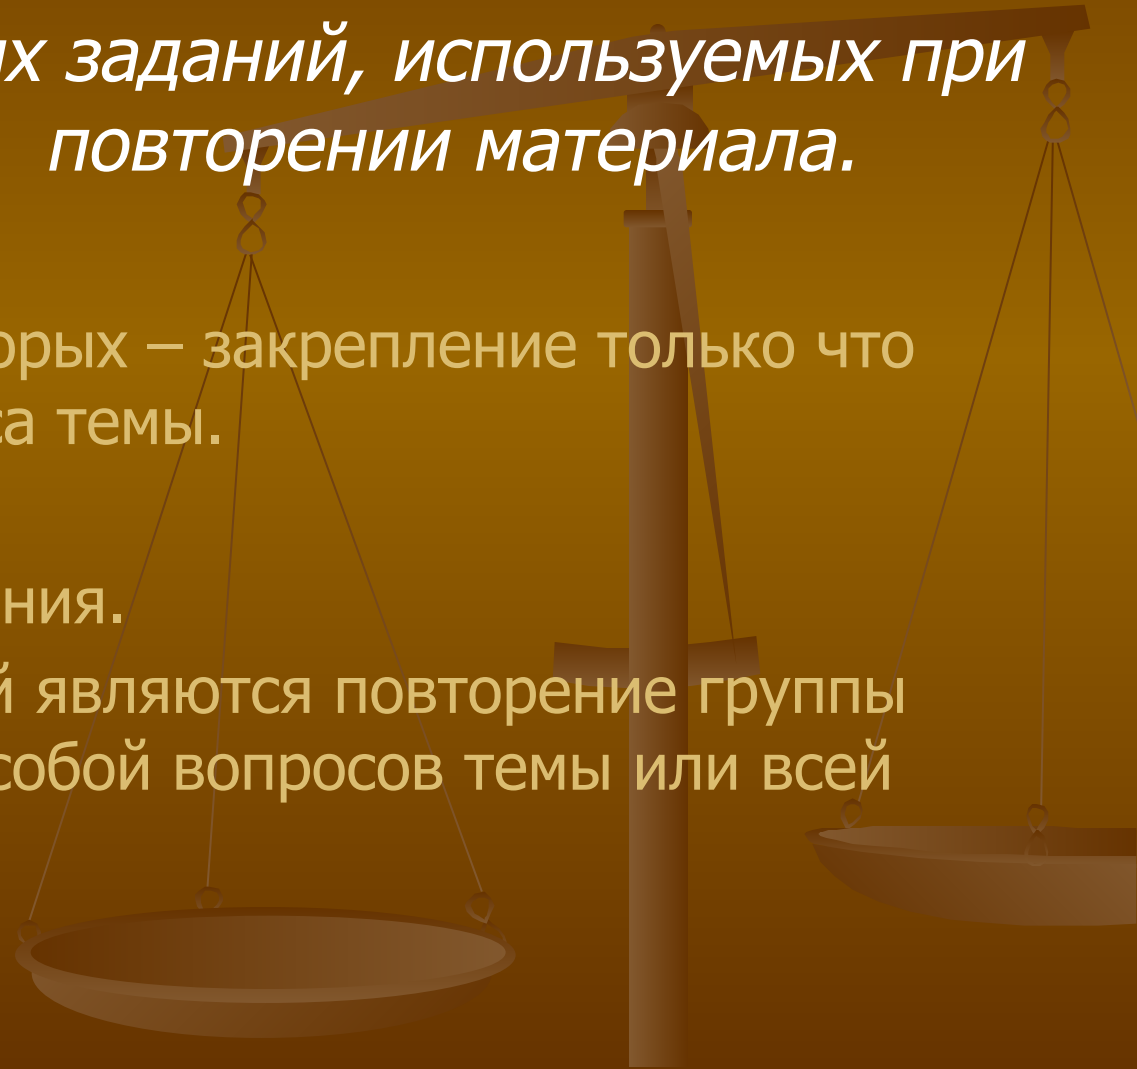 ых заданий, используемых при
повторении материала.
орых – закрепление только что
са темы.
ния.
й являются повторение группы
собой вопросов темы или всей